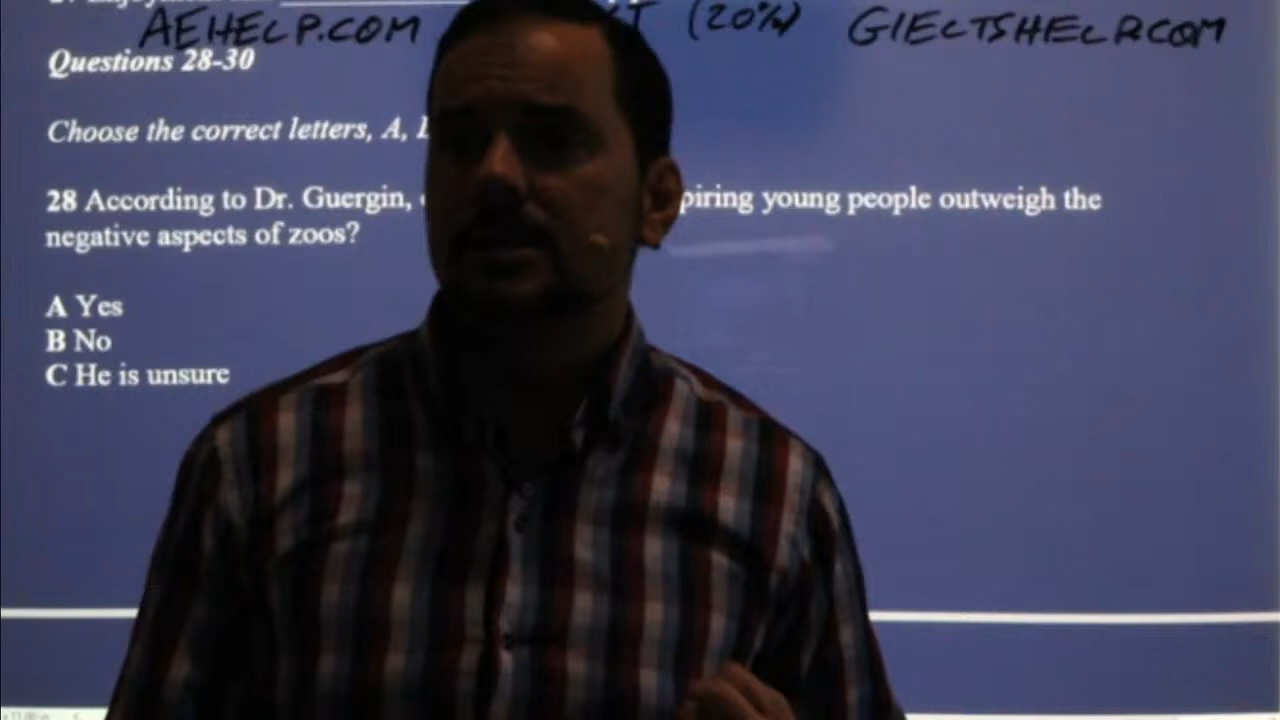 AEHELP.COM (20%) GIELTSHELP.COM
Questions 28-30
Choose the correct letters, A,
28 According to Dr. Guergin, piring young people outweigh the
negative aspects of zoos?
A Yes
B No
C He is unsure